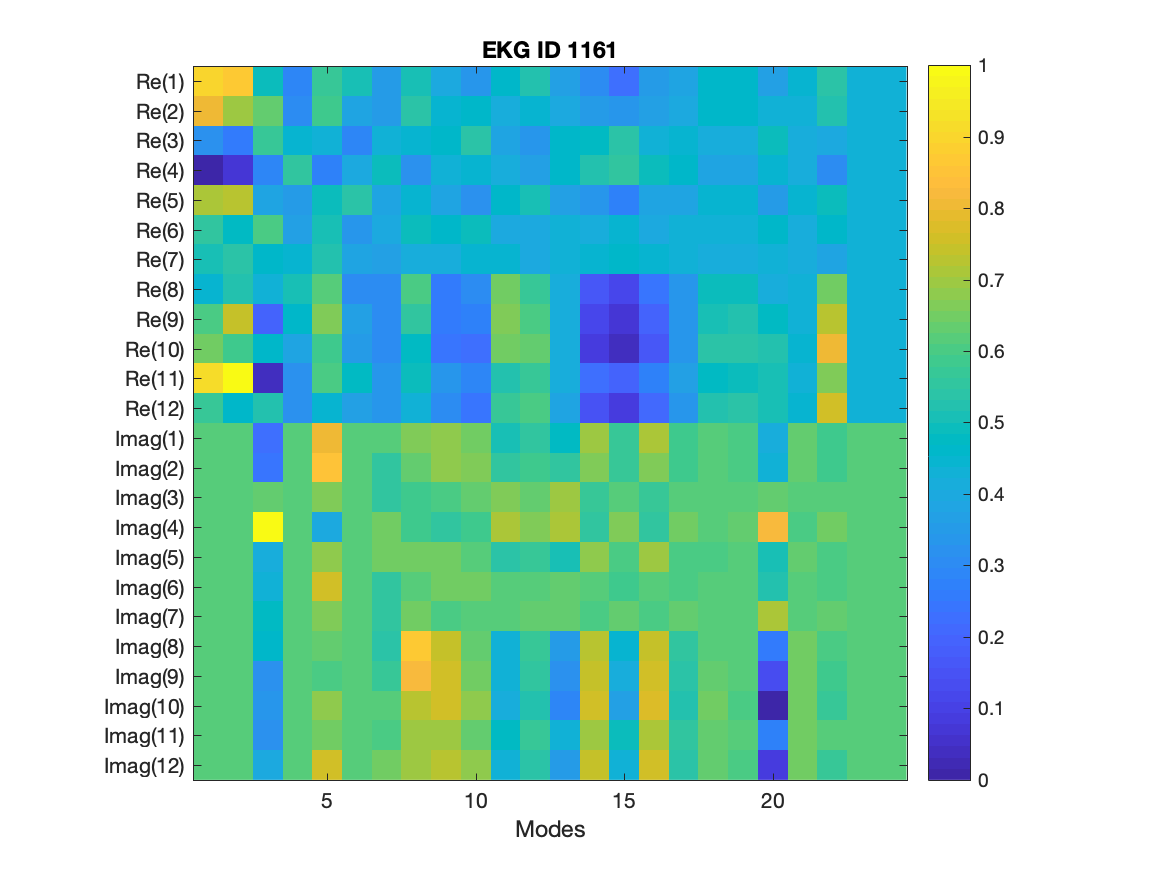 EKG ID 1161
Re(1)
Re(2)
Re(3)
Re(4)
Re(5)
Re(6)
Re(7)
Re(8)
Re(9)
Re(10)
Re(11)
Re(12)
Imag(1)
Imag(2)
Imag(3)
Imag(4)
Imag(5)
Imag(6)
Imag(7)
Imag(8)
Imag(9)
Imag(10)
Imag(11)
Imag(12)
5 10 15 20
Modes
1
0.9
0.8
0.7
0.6
0.5
0.4
0.3
0.2
0.1
0